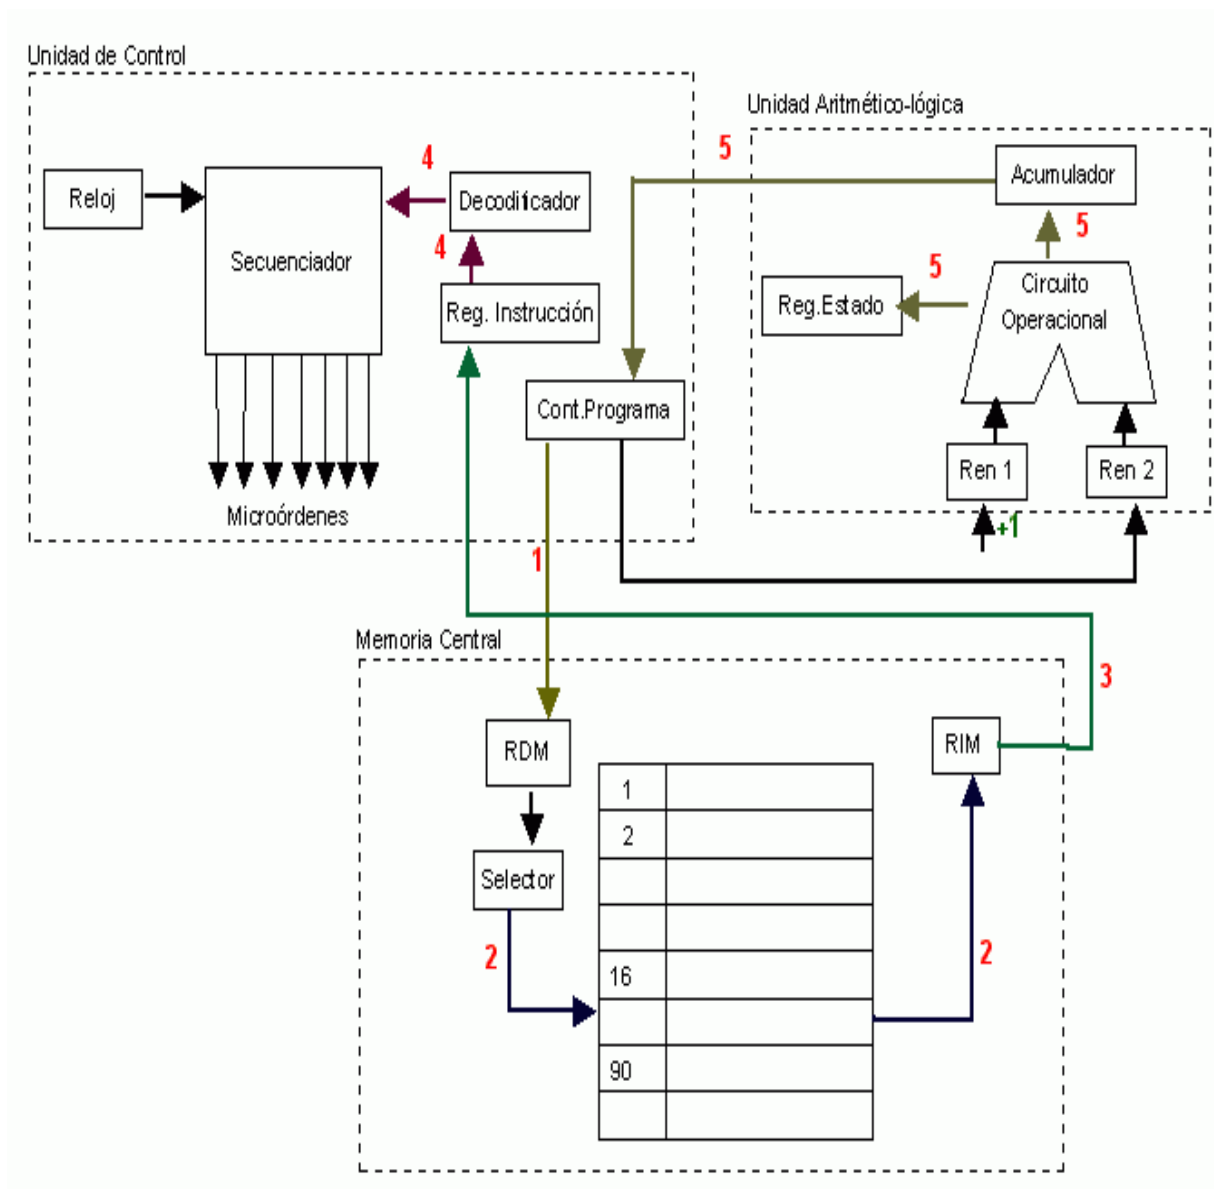 Unidad de Control
Unidad Aritmético-lógica
5
Acumulador
4
Reloj
Decodificador
5
4
Secuenciador
5
Circuito
Operacional
Reg. Instrucción
Reg.Estado
Cont.Programa
Ren 1
Ren 2
Microórdenes
+1
1
Memoria Central
3
RDM
RIM
1
2
Selector
2
2
16
90